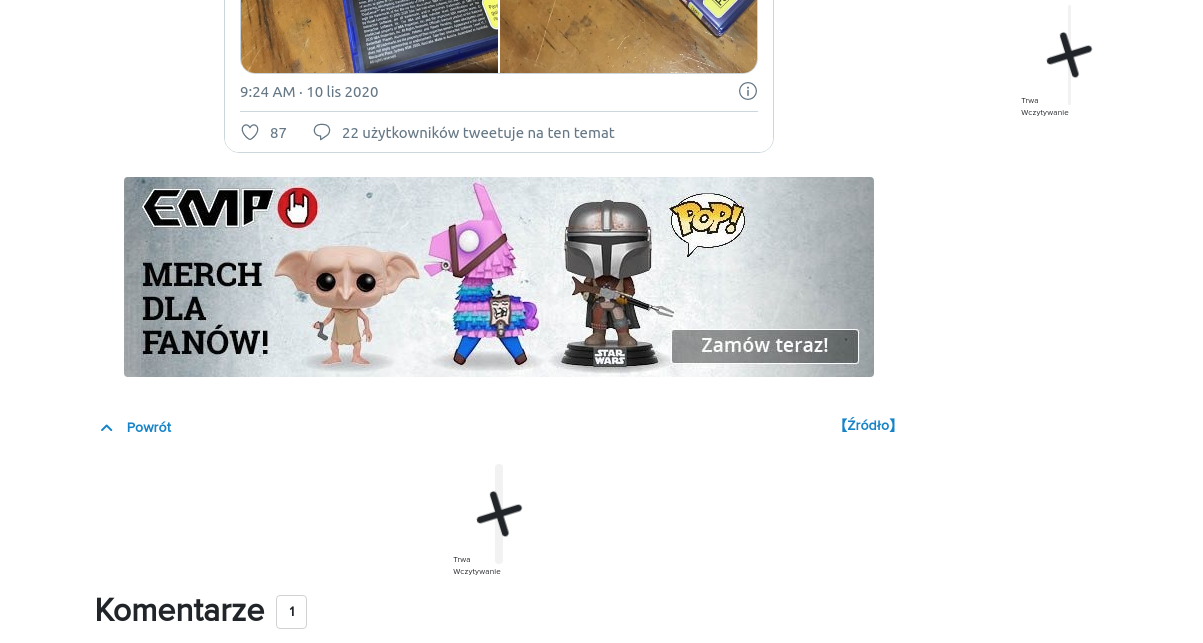 9:24 AM · 10 lis 2020
87
22 użytkowników tweetuje na ten temat
Trwa
Wczytywanie
EMP
POP!
MERCH
DLA
FANÓW!
STAR
WARS
Zamów teraz!
Powrót
【Źródło】
Trwa
Wczytywanie
Komentarze 1